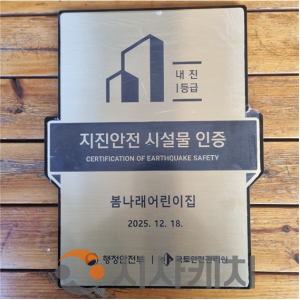 내진
I등급
지진안전 시설물 인증
CERTIFICATION OF EARTHQUAKE SAFETY
봄나래어린이집
2025. 12. 18.
행정안전부 | 국토안전관리원
시사캐치